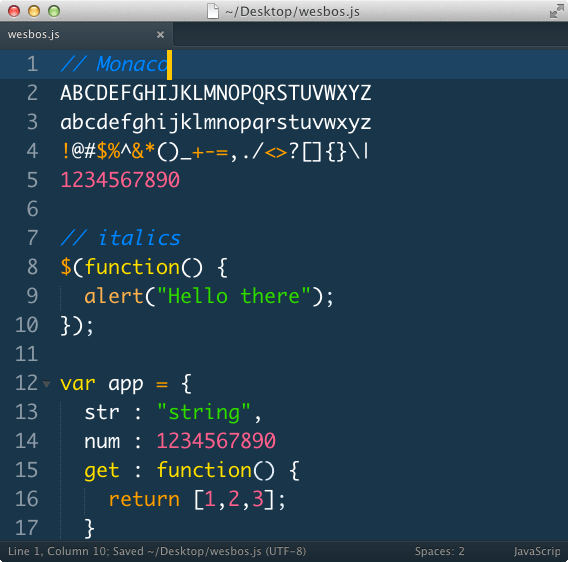 ~/Desktop/wesbos.js
wesbos.js ×
1 // Monaco
2 ABCDEFGHIJKLMNOPQRSTUVWXYZ
3 abcdefghijklmnopqrstuvwxyz
4 !@#$%^&*()_+-=,./<>?[]{}\|
5 1234567890
6
7 // italics
8 $(function() {
9   alert("Hello there");
10 });
11
12 var app = {
13   str : "string",
14   num : 1234567890
15   get : function() {
16     return [1,2,3];
17   }
Line 1, Column 10; Saved ~/Desktop/wesbos.js (UTF-8) Spaces: 2 JavaScript